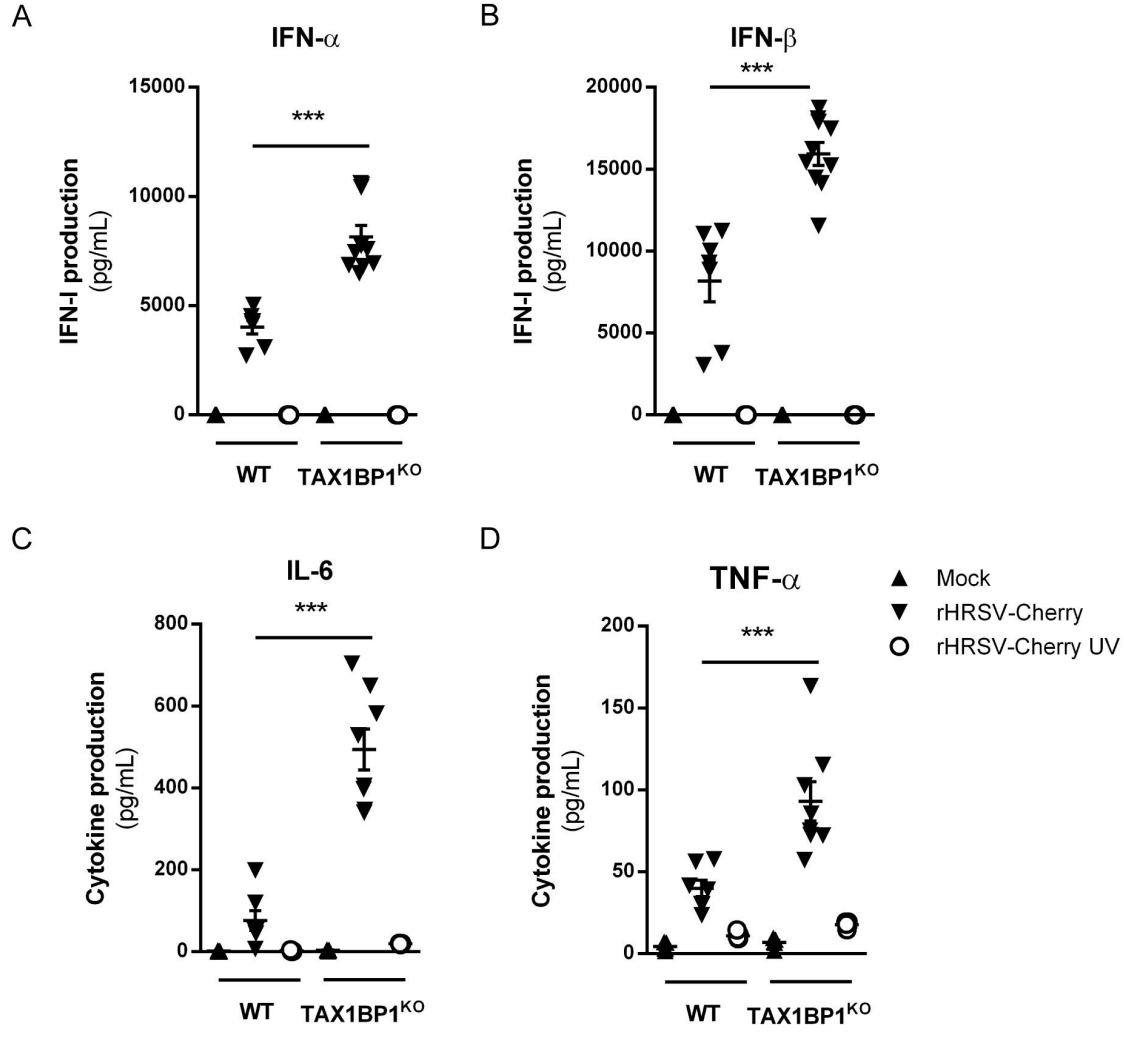 A
IFN-α
IFN-I production
(pg/mL)
15000
10000
5000
0
***
WT
TAX1BP1KO
B
IFN-β
IFN-I production
(pg/mL)
20000
15000
10000
5000
0
***
WT
TAX1BP1KO
C
IL-6
Cytokine production
(pg/mL)
800
600
400
200
0
***
WT
TAX1BP1KO
D
TNF-α
Cytokine production
(pg/mL)
200
150
100
50
0
***
WT
TAX1BP1KO
Mock
rHRSV-Cherry
rHRSV-Cherry UV